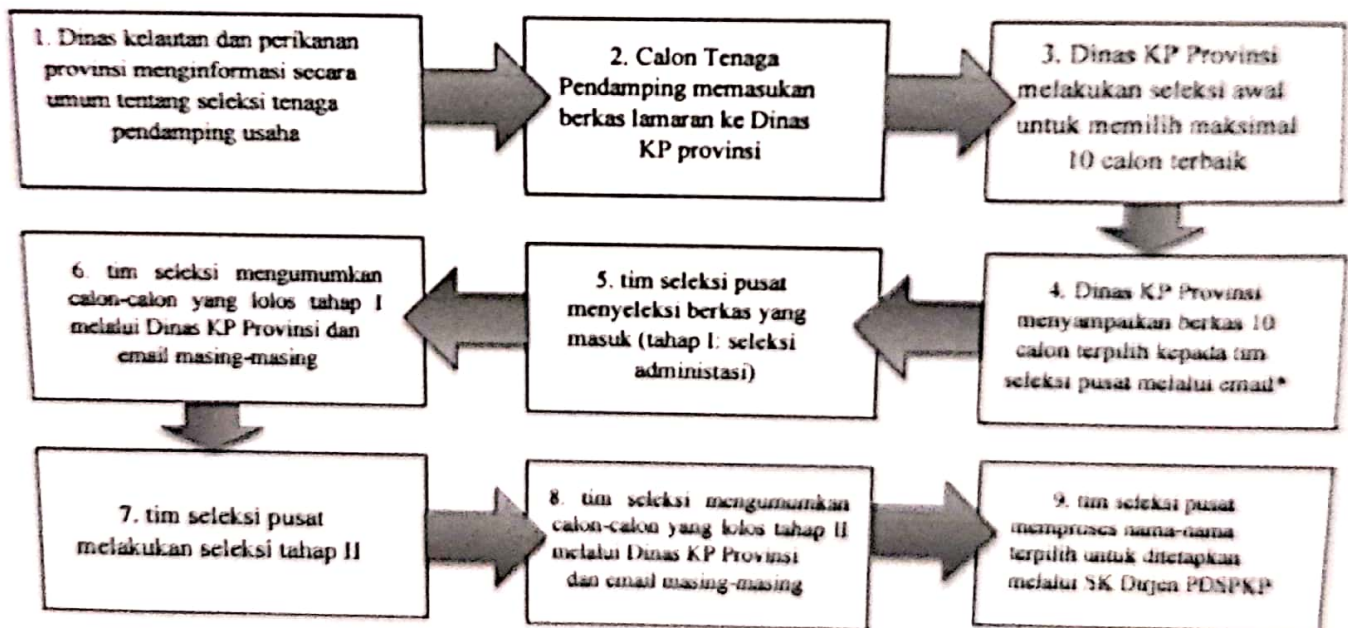 1. Dinas kelautan dan perikanan
provinsi menginformasi secara
umum tentang seleksi tenaga
pendamping usaha
2. Calon Tenaga
Pendamping memasukan
berkas lamaran ke Dinas
KP provinsi
3. Dinas KP Provinsi
melakukan seleksi awal
untuk memilih maksimal
10 calon terbaik
4. Dinas KP Provinsi
menyampaikan berkas 10
calon terpilih kepada tim
seleksi pusat melalui email*
5. tim seleksi pusat
menyeleksi berkas yang
masuk (tahap I: seleksi
administasi)
6. tim seleksi mengumumkan
calon-calon yang lolos tahap I
melalui Dinas KP Provinsi dan
email masing-masing
7. tim seleksi pusat
melakukan seleksi tahap II
8. tim seleksi mengumumkan
calon-calon yang lolos tahap II
melalui Dinas KP Provinsi
dan email masing-masing
9. tim seleksi pusat
memproses nama-nama
terpilih untuk ditetapkan
melalui SK Dirjen PDSPKP